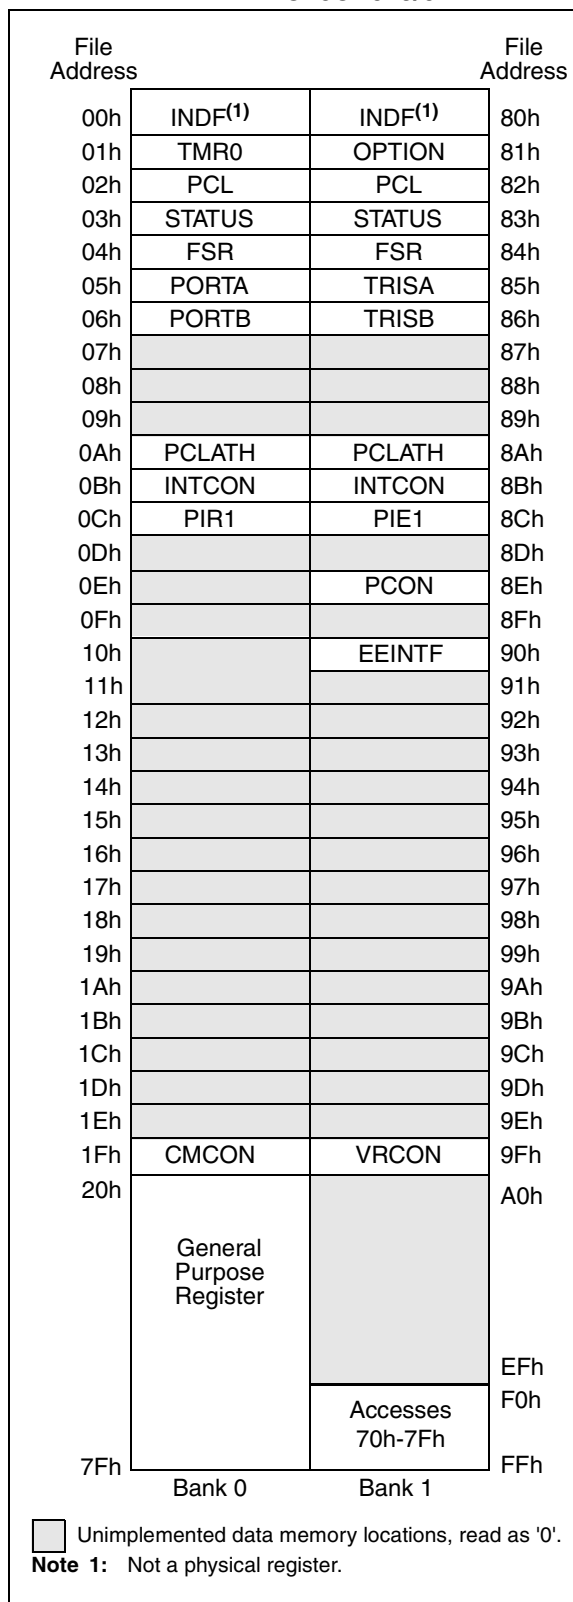 File Address File Address
00h INDF(1) INDF(1) 80h
01h TMR0 OPTION 81h
02h PCL PCL 82h
03h STATUS STATUS 83h
04h FSR FSR 84h
05h PORTA TRISA 85h
06h PORTB TRISB 86h
07h 87h
08h 88h
09h 89h
0Ah PCLATH PCLATH 8Ah
0Bh INTCON INTCON 8Bh
0Ch PIR1 PIE1 8Ch
0Dh 8Dh
0Eh PCON 8Eh
0Fh 8Fh
10h EEINTF 90h
11h 91h
12h 92h
13h 93h
14h 94h
15h 95h
16h 96h
17h 97h
18h 98h
19h 99h
1Ah 9Ah
1Bh 9Bh
1Ch 9Ch
1Dh 9Dh
1Eh 9Eh
1Fh CMCON VRCON 9Fh
20h A0h
General
Purpose
Register
EFh
F0h
Accesses
70h-7Fh
7Fh FFh
Bank 0 Bank 1
Unimplemented data memory locations, read as '0'.
Note 1: Not a physical register.